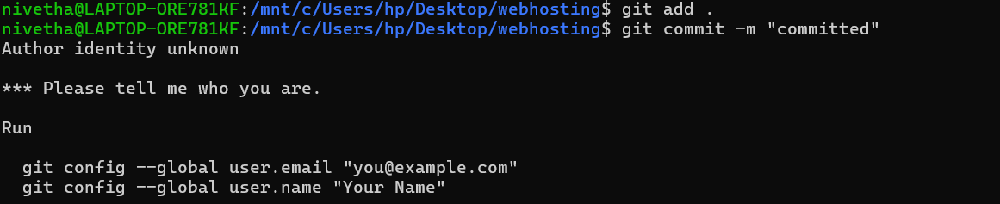 nivetha@LAPTOP-ORE781KF:/mnt/c/Users/hp/Desktop/webhosting$ git add .
nivetha@LAPTOP-ORE781KF:/mnt/c/Users/hp/Desktop/webhosting$ git commit -m "committed"
Author identity unknown
*** Please tell me who you are.
Run
git config --global user.email "you@example.com"
git config --global user.name "Your Name"